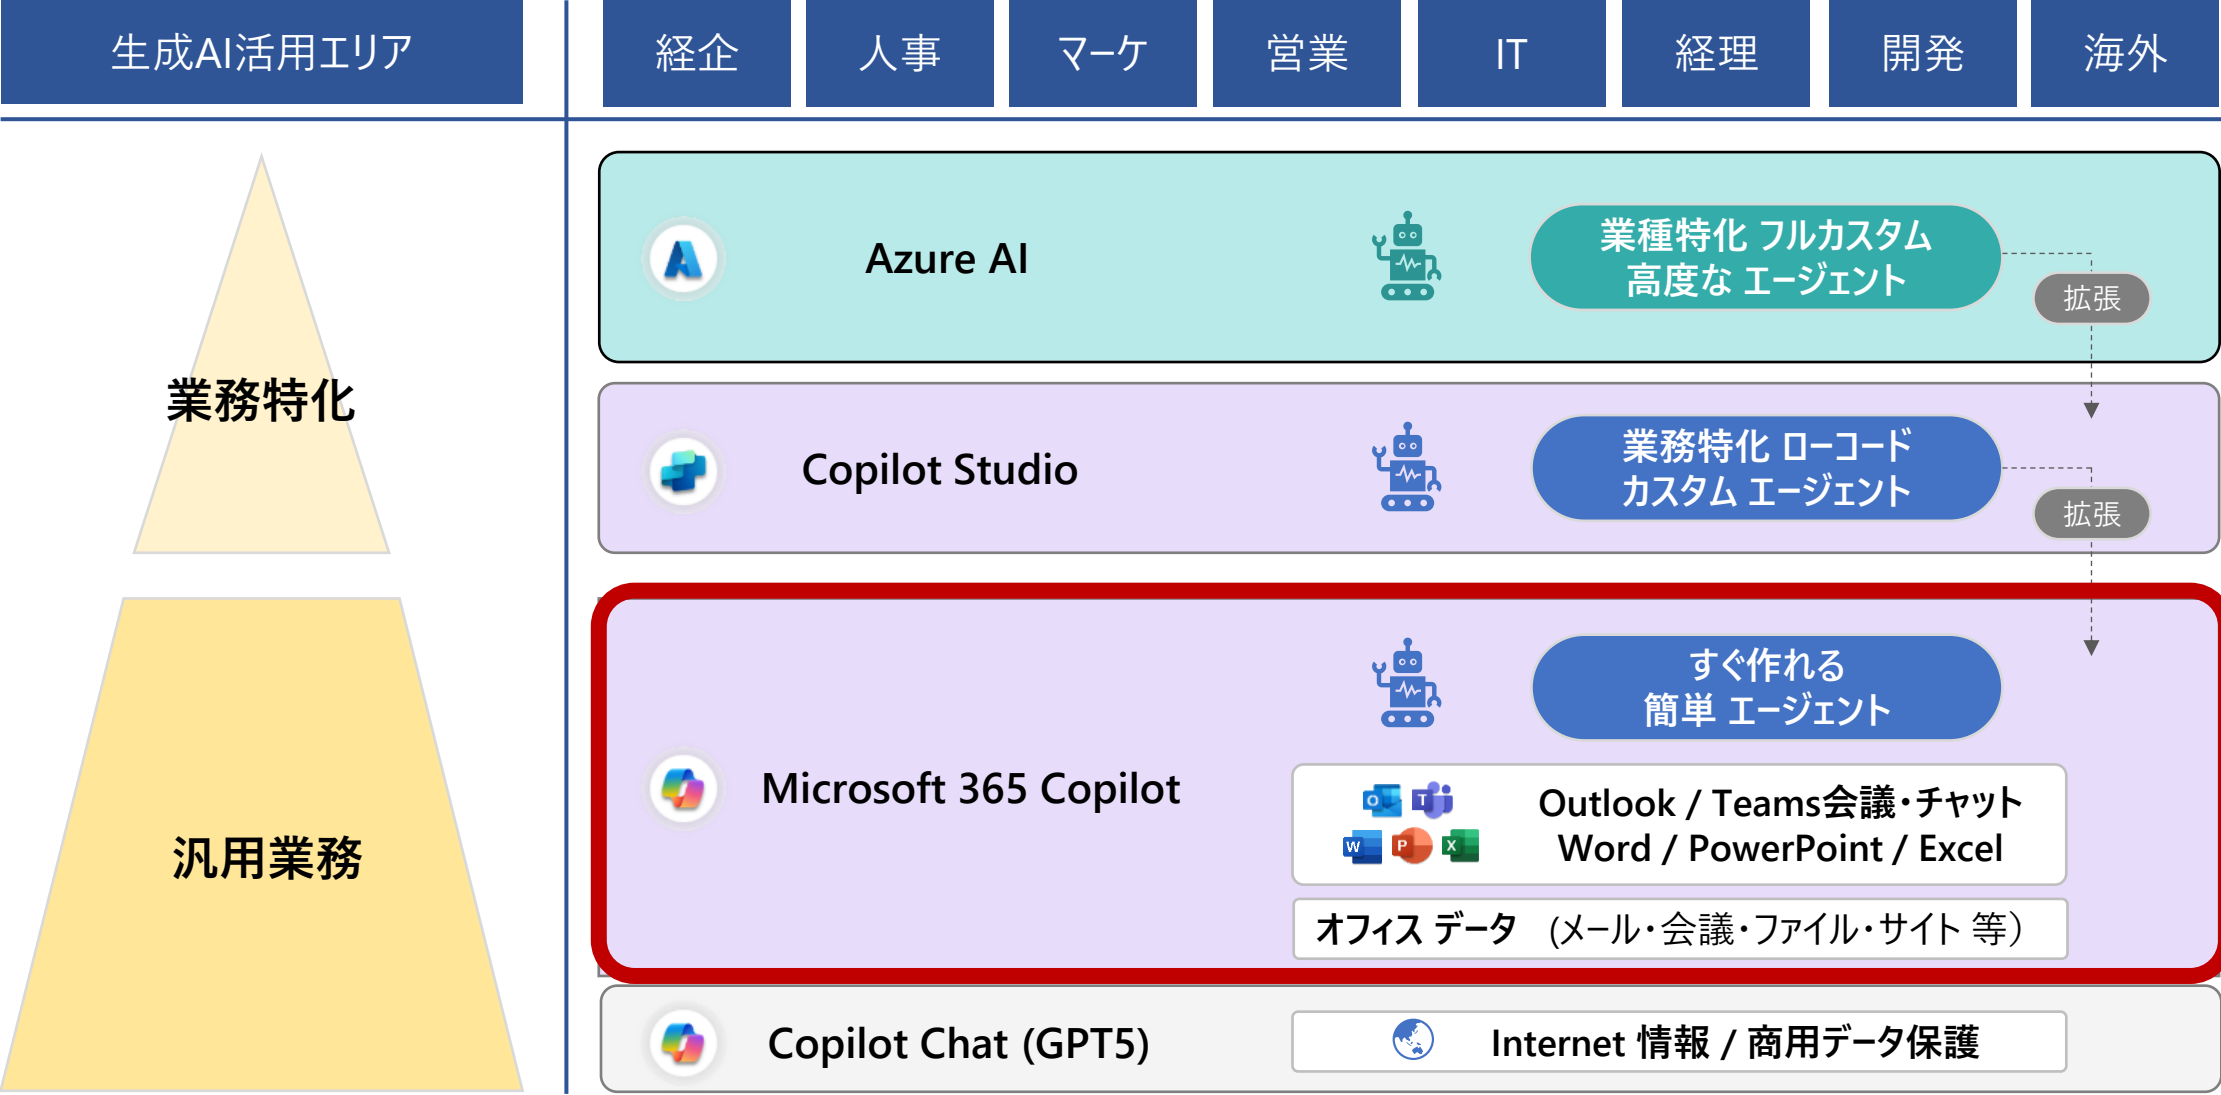 生成AI活用エリア
経企
人事
マーケ
営業
IT
経理
開発
海外
業務特化
汎用業務
Azure AI
業種特化 フルカスタム
高度な エージェント
拡張
Copilot Studio
業務特化 ローコード
カスタム エージェント
拡張
Microsoft 365 Copilot
すぐ作れる
簡単 エージェント
Outlook / Teams会議・チャット
Word / PowerPoint / Excel
オフィス データ (メール・会議・ファイル・サイト 等）
Copilot Chat (GPT5)
Internet 情報 / 商用データ保護